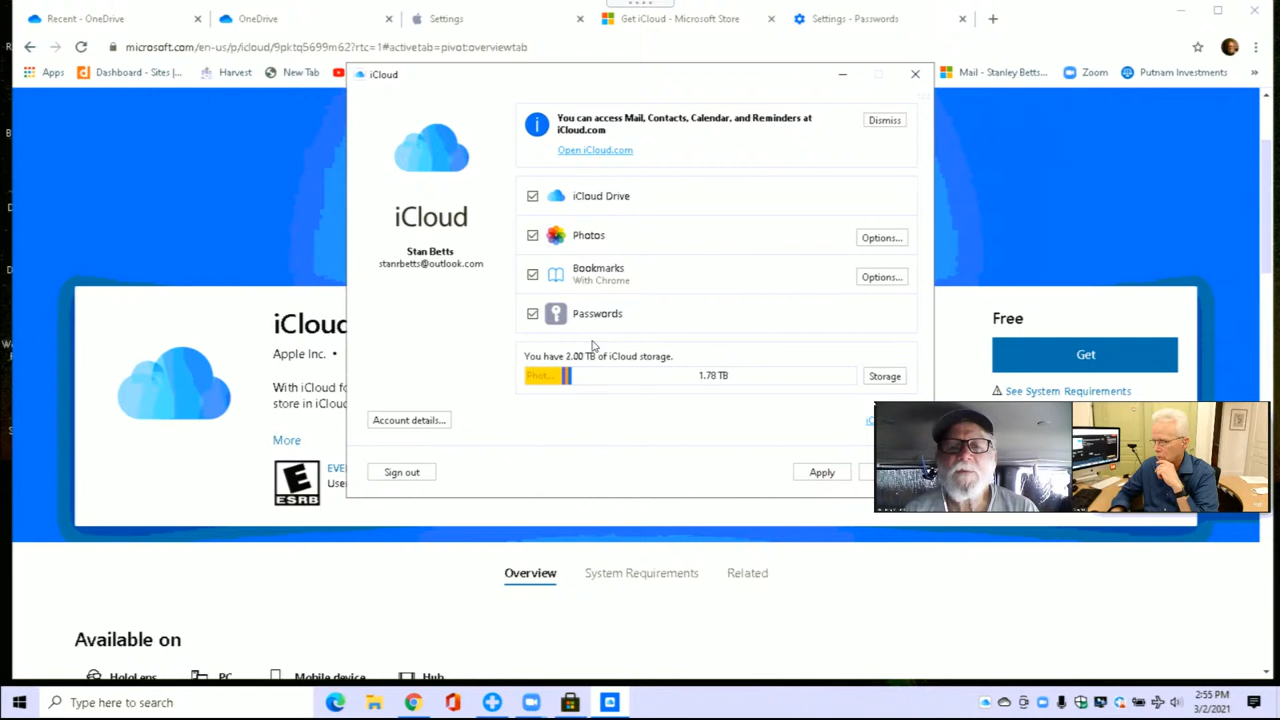 Recent - OneDrive
OneDrive
Settings
Get iCloud - Microsoft Store
Settings - Passwords
microsoft.com/en-us/p/icloud/9pktq5699m62?rtc=1#activetab=pivot:overviewtab
Apps
Dashboard - Sites |...
Harvest
New Tab
Mail - Stanley Betts...
Zoom
Putnam Investments
iCloud
iCloud
Stan Betts
stanrbetts@outlook.com
You can access Mail, Contacts, Calendar, and Reminders at
iCloud.com
Open iCloud.com
Dismiss
iCloud Drive
Photos
Options...
Bookmarks
With Chrome
Options...
Passwords
You have 2.00 TB of iCloud storage.
Phot...
1.78 TB
Storage
Account details...
Sign out
Apply
iCloud
Apple Inc. •
With iCloud fo
store in iCloud
More
E
ESRB
EVE
User
Free
Get
See System Requirements
Overview
System Requirements
Related
Available on
HoloLens
PC
Mobile device
Hub
Type here to search
2:55 PM
3/2/2021